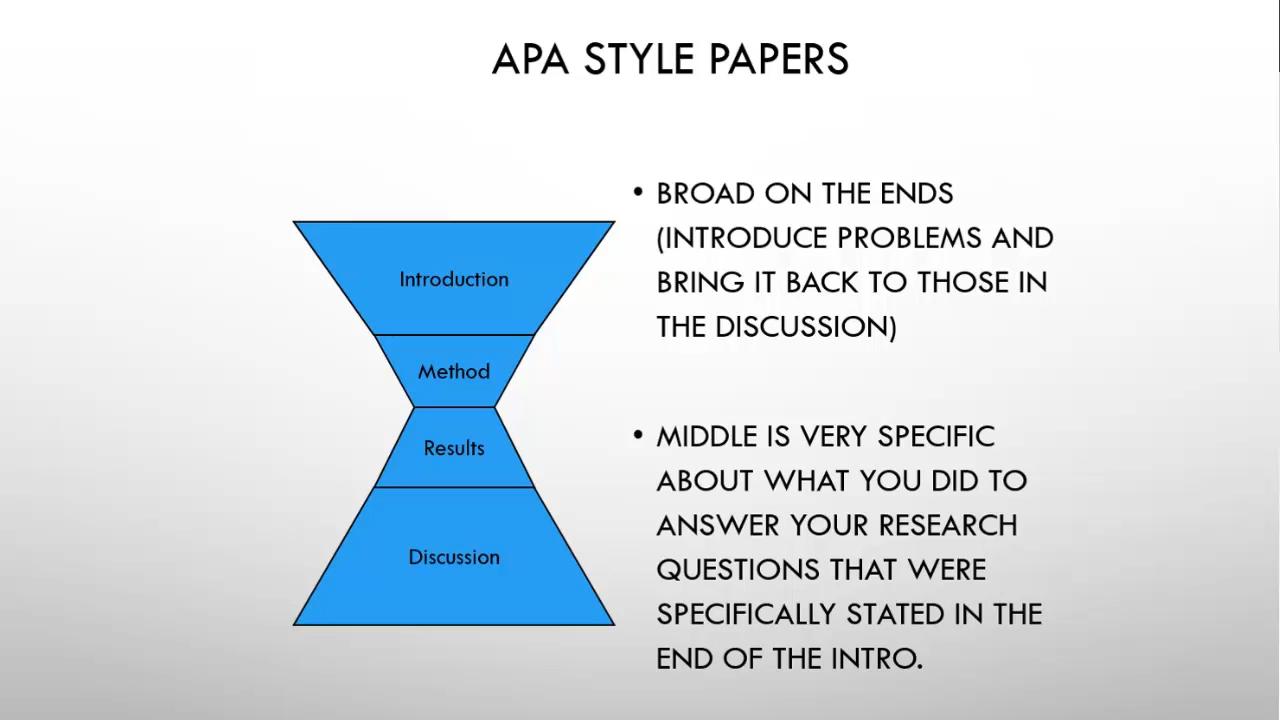 APA STYLE PAPERS
Introduction
Method
Results
Discussion
• BROAD ON THE ENDS
(INTRODUCE PROBLEMS AND
BRING IT BACK TO THOSE IN
THE DISCUSSION)
• MIDDLE IS VERY SPECIFIC
ABOUT WHAT YOU DID TO
ANSWER YOUR RESEARCH
QUESTIONS THAT WERE
SPECIFICALLY STATED IN THE
END OF THE INTRO.